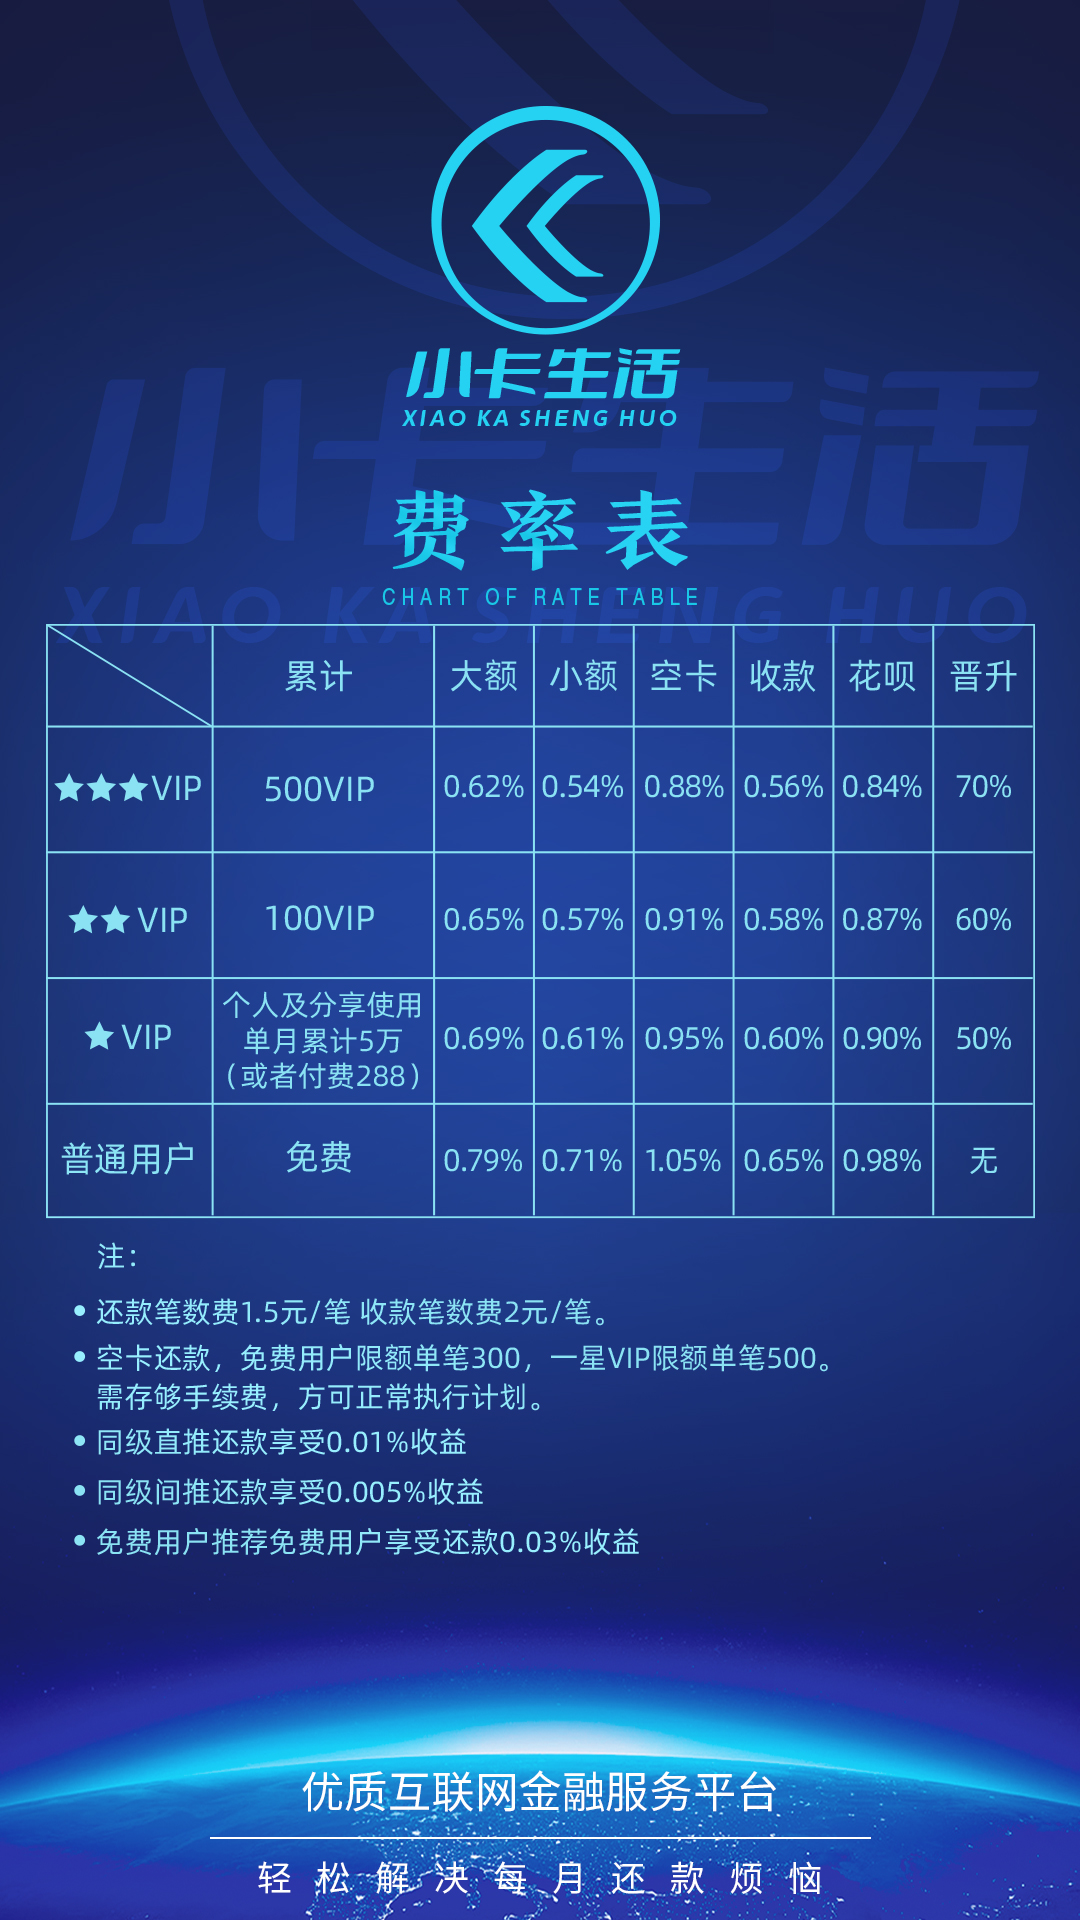 小卡生活
XIAO KA SHENG HUO
费率表
CHART OF RATE TABLE
累计 大额 小额 空卡 收款 花呗 晋升
★★★VIP 500VIP 0.62% 0.54% 0.88% 0.56% 0.84% 70%
★★VIP 100VIP 0.65% 0.57% 0.91% 0.58% 0.87% 60%
★VIP 个人及分享使用 单月累计5万 （或者付费288） 0.69% 0.61% 0.95% 0.60% 0.90% 50%
普通用户 免费 0.79% 0.71% 1.05% 0.65% 0.98% 无
注：
• 还款笔数费1.5元/笔 收款笔数费2元/笔。
• 空卡还款，免费用户限额单笔300，一星VIP限额单笔500。
需存够手续费，方可正常执行计划。
• 同级直推还款享受0.01%收益
• 同级间推还款享受0.005%收益
• 免费用户推荐免费用户享受还款0.03%收益
优质互联网金融服务平台
轻松解决每月还款烦恼